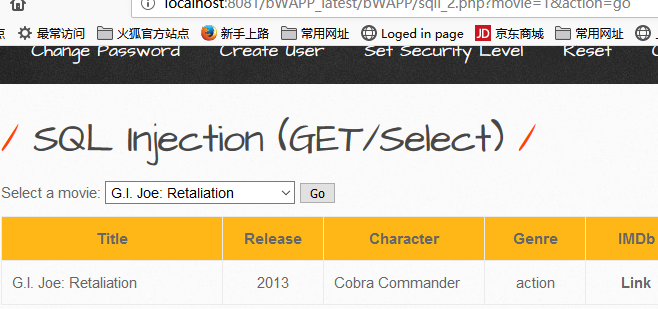 localhost:8081/bWAPP_latest/bWAPP/sqli_2.php?movie=1&action=go
最常访问 火狐官方站点 新手上路 常用网址 Loged in page JD 京东商城 常用网址
Change Password Create User Set Security Level Reset
/ SQL Injection (GET/Select) /
Select a movie: G.I. Joe: Retaliation Go
Title Release Character Genre IMDb
G.I. Joe: Retaliation 2013 Cobra Commander action Link